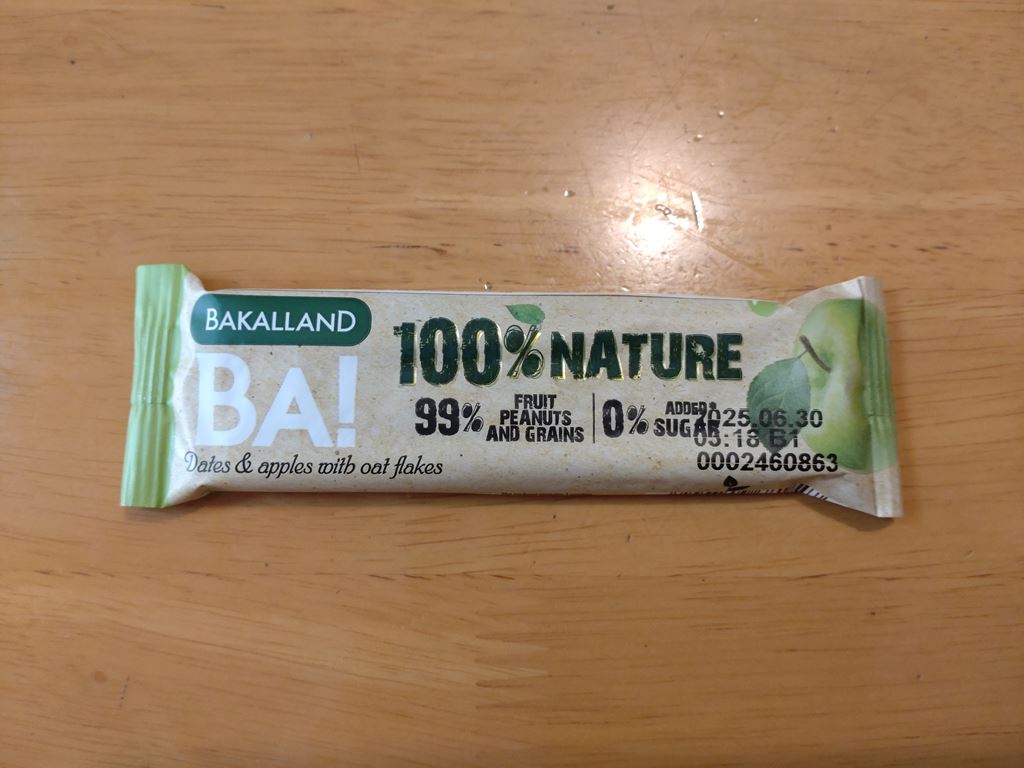 BAKALLAND
BA!
Dates & apples with oat flakes
100% NATURE
99% FRUIT
PEANUTS
AND GRAINS
0% ADDED
SUGAR
2025.06.30
03:18 B1
0002460863